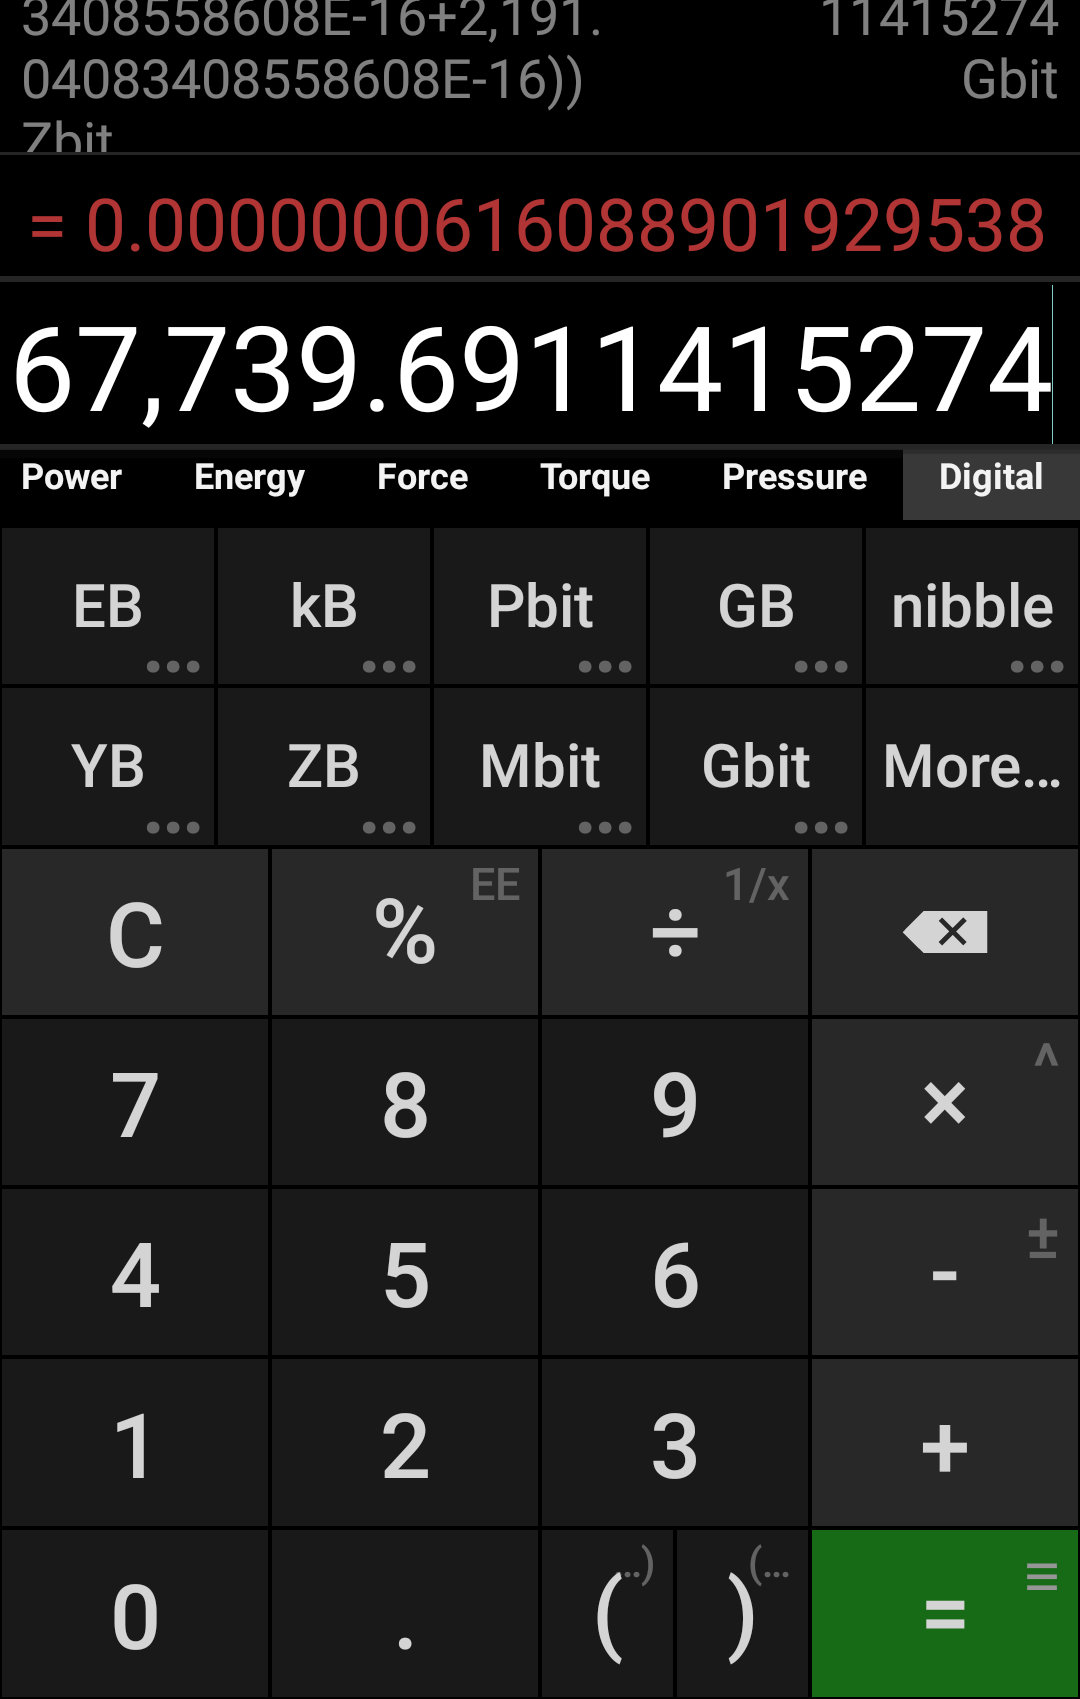 3408558608E-16+2,191. 11415274
04083408558608E-16)) Gbit
Zbit
= 0.00000006160889​01929538
67,739.6911415274
Power Energy Force Torque Pressure Digital
EB kB Pbit GB nibble
YB ZB Mbit Gbit More...
C % EE ÷ 1/x
7 8 9 × ^
4 5 6 - ±
1 2 3 + 
0 . ( ..) ) (... = ≡